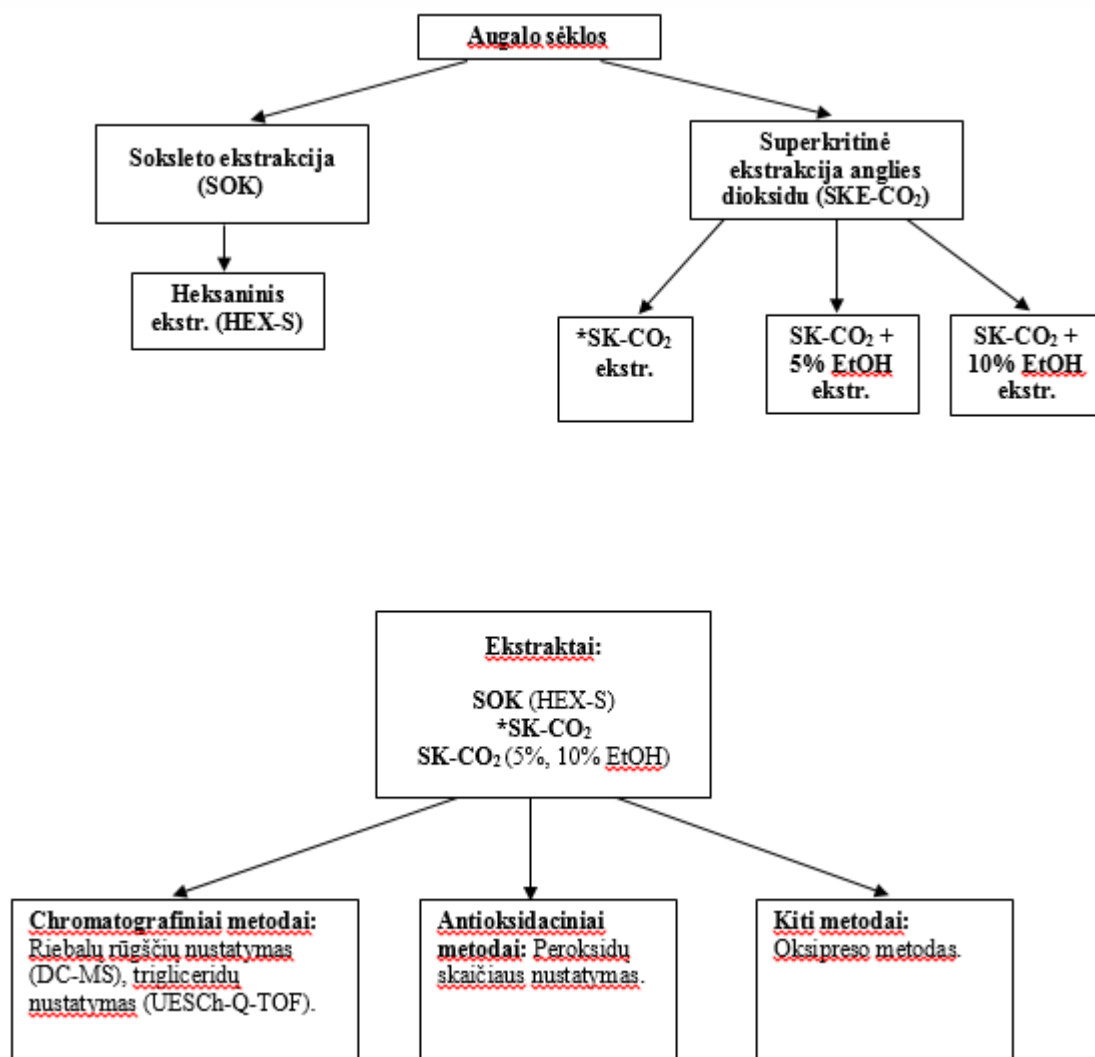 Augalo sėklos
Soksleto ekstrakcija
(SOK)
Superkritinė
ekstrakcija anglies
dioksidu (SKE-CO₂)
Heksaninis
ekstr. (HEX-S)
*SK-CO₂
ekstr.
SK-CO₂ +
5% EtOH
ekstr.
SK-CO₂ +
10% EtOH
ekstr.
Ekstraktai:
SOK (HEX-S)
*SK-CO₂
SK-CO₂ (5%, 10% EtOH)
Chromatografiniai metodai:
Riebalų rūgščių nustatymas
(DC-MS), trigliceridų
nustatymas (UESCh-Q-TOF).
Antioksidaciniai
metodai: Peroksidų
skaičiaus nustatymas.
Kiti metodai:
Oksipreso metodas.